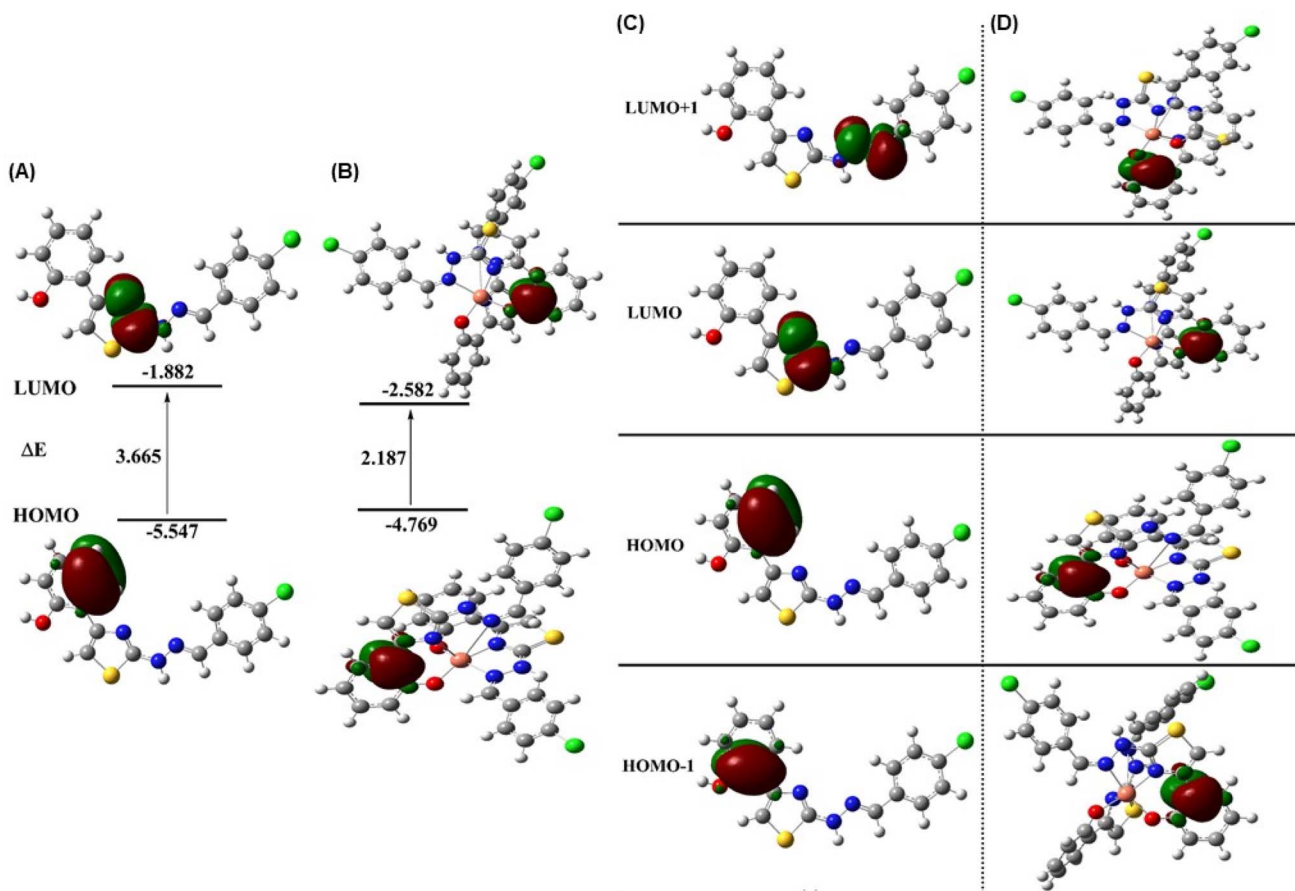 (A)
(B)
LUMO
-1.882
-2.582
ΔE
3.665
2.187
HOMO
-5.547
-4.769
(C)
(D)
LUMO+1
LUMO
HOMO
HOMO-1